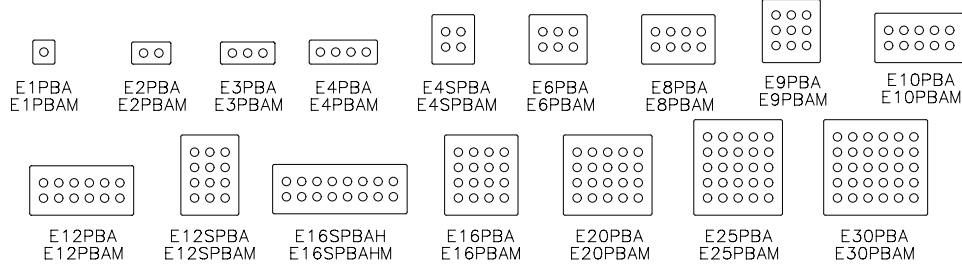 E1PBA
E1PBAM
E2PBA
E2PBAM
E3PBA
E3PBAM
E4PBA
E4PBAM
E4SPBA
E4SPBAM
E6PBA
E6PBAM
E8PBA
E8PBAM
E9PBA
E9PBAM
E10PBA
E10PBAM
E12PBA
E12PBAM
E12SPBA
E12SPBAM
E16SPBAH
E16SPBAHM
E16PBA
E16PBAM
E20PBA
E20PBAM
E25PBA
E25PBAM
E30PBA
E30PBAM